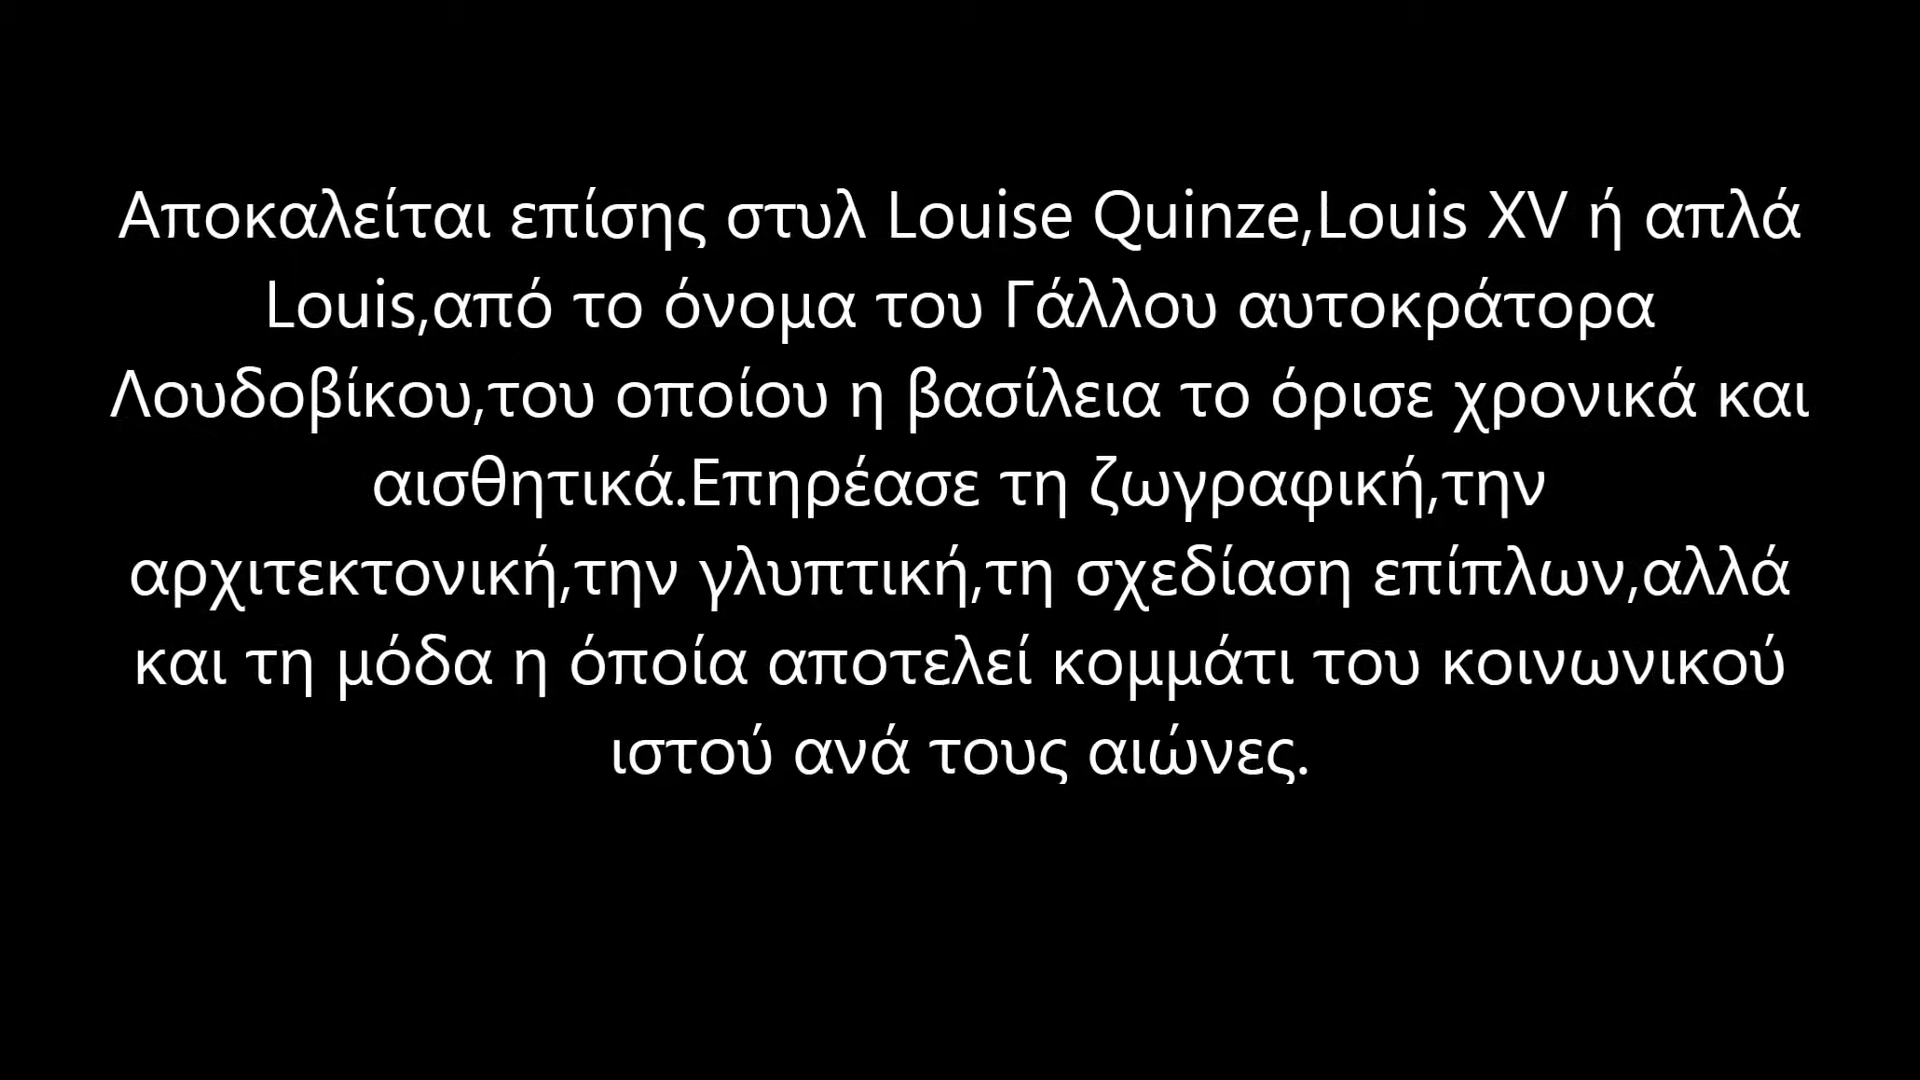 Αποκαλείται επίσης στυλ Louise Quinze,Louis XV ή απλά
Louis,από το όνομα του Γάλλου αυτοκράτορα
Λουδοβίκου,του οποίου η βασίλεια το όρισε χρονικά και
αισθητικά.Επηρέασε τη ζωγραφική,την
αρχιτεκτονική,την γλυπτική,τη σχεδίαση επίπλων,αλλά
και τη μόδα η όποία αποτελεί κομμάτι του κοινωνικού
ιστού ανά τους αιώνες.